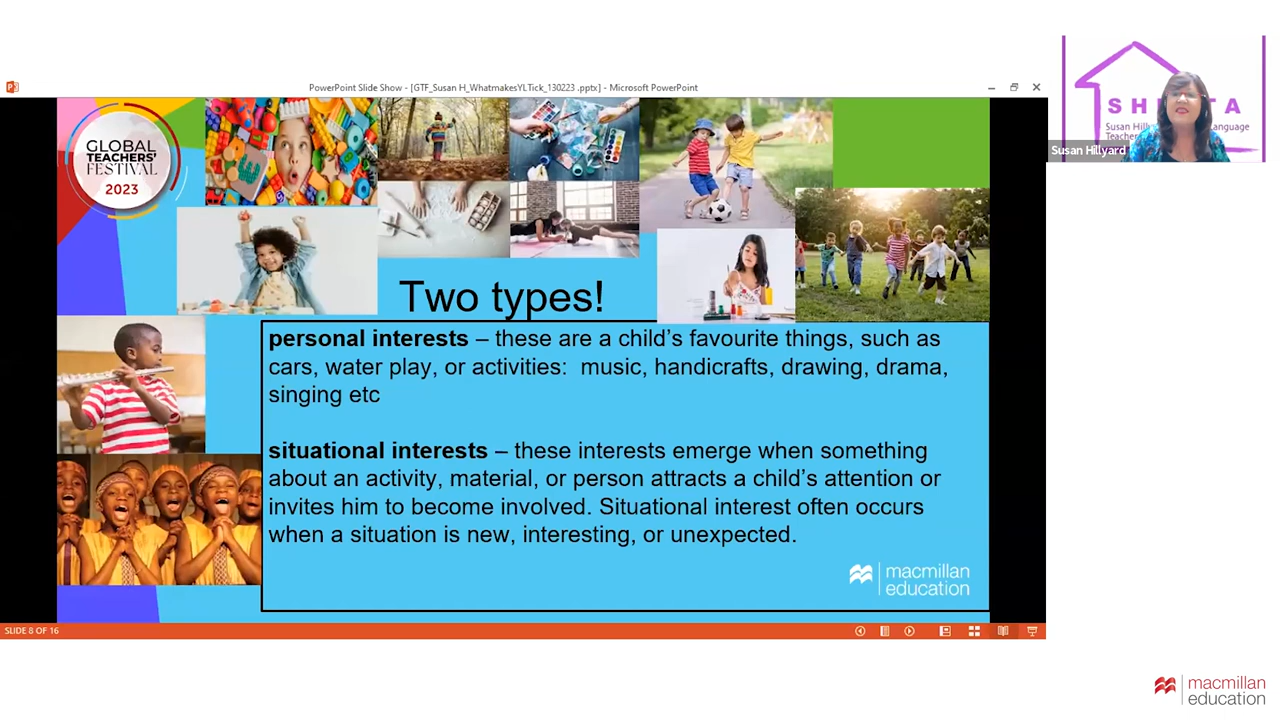 PowerPoint Slide Show - [GTF_Susan H_WhatmakesYLTick_130223 .pptx] - Microsoft PowerPoint
GLOBAL
TEACHERS'
FESTIVAL
2023
Two types!
personal interests – these are a child's favourite things, such as
cars, water play, or activities: music, handicrafts, drawing, drama,
singing etc
situational interests – these interests emerge when something
about an activity, material, or person attracts a child's attention or
invites him to become involved. Situational interest often occurs
when a situation is new, interesting, or unexpected.
macmillan
education
SLIDE 8 OF 16
Susan Hillyard
macmillan
education